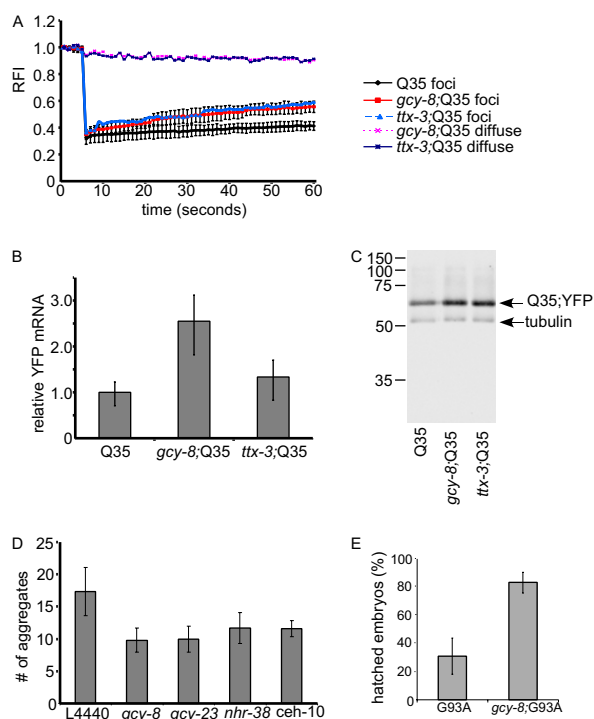 A
1.2
1.0
0.8
0.6
0.4
0.2
0
RFI
0 10 20 30 40 50 60
time (seconds)
Q35 foci
gcy-8;Q35 foci
ttx-3;Q35 foci
gcy-8;Q35 diffuse
ttx-3;Q35 diffuse
B
3.0
2.0
1.0
0
relative YFP mRNA
Q35 gcy-8;Q35 ttx-3;Q35
C
150
100
75
50
35
Q35;YFP
tubulin
Q35
gcy-8;Q35
ttx-3;Q35
D
25
20
15
10
5
0
# of aggregates
L4440 gcy-8 gcy-23 nhr-38 ceh-10
E
100
80
60
40
20
0
hatched embryos (%)
G93A gcy-8;G93A